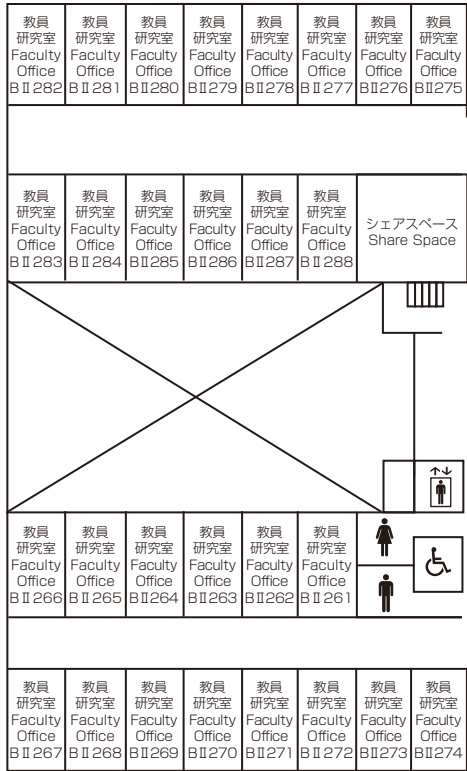 教員
研究室
Faculty
Office
BⅡ282
教員
研究室
Faculty
Office
BⅡ281
教員
研究室
Faculty
Office
BⅡ280
教員
研究室
Faculty
Office
BⅡ279
教員
研究室
Faculty
Office
BⅡ278
教員
研究室
Faculty
Office
BⅡ277
教員
研究室
Faculty
Office
BⅡ276
教員
研究室
Faculty
Office
BⅡ275
教員
研究室
Faculty
Office
BⅡ283
教員
研究室
Faculty
Office
BⅡ284
教員
研究室
Faculty
Office
BⅡ285
教員
研究室
Faculty
Office
BⅡ286
教員
研究室
Faculty
Office
BⅡ287
教員
研究室
Faculty
Office
BⅡ288
シェアスペース
Share Space
教員
研究室
Faculty
Office
BⅡ266
教員
研究室
Faculty
Office
BⅡ265
教員
研究室
Faculty
Office
BⅡ264
教員
研究室
Faculty
Office
BⅡ263
教員
研究室
Faculty
Office
BⅡ262
教員
研究室
Faculty
Office
BⅡ261
教員
研究室
Faculty
Office
BⅡ267
教員
研究室
Faculty
Office
BⅡ268
教員
研究室
Faculty
Office
BⅡ269
教員
研究室
Faculty
Office
BⅡ270
教員
研究室
Faculty
Office
BⅡ271
教員
研究室
Faculty
Office
BⅡ272
教員
研究室
Faculty
Office
BⅡ273
教員
研究室
Faculty
Office
BⅡ274